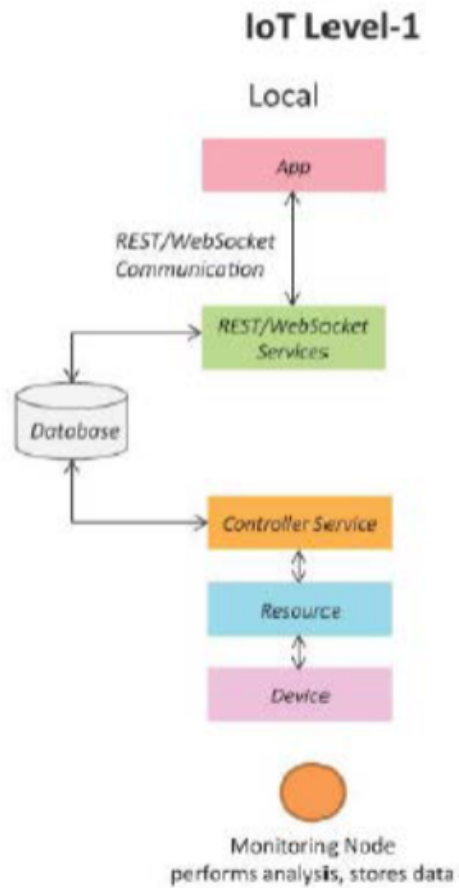 IoT Level-1
Local
App
REST/WebSocket
Communication
REST/WebSocket
Services
Database
Controller Service
Resource
Device
Monitoring Node
performs analysis, stores data